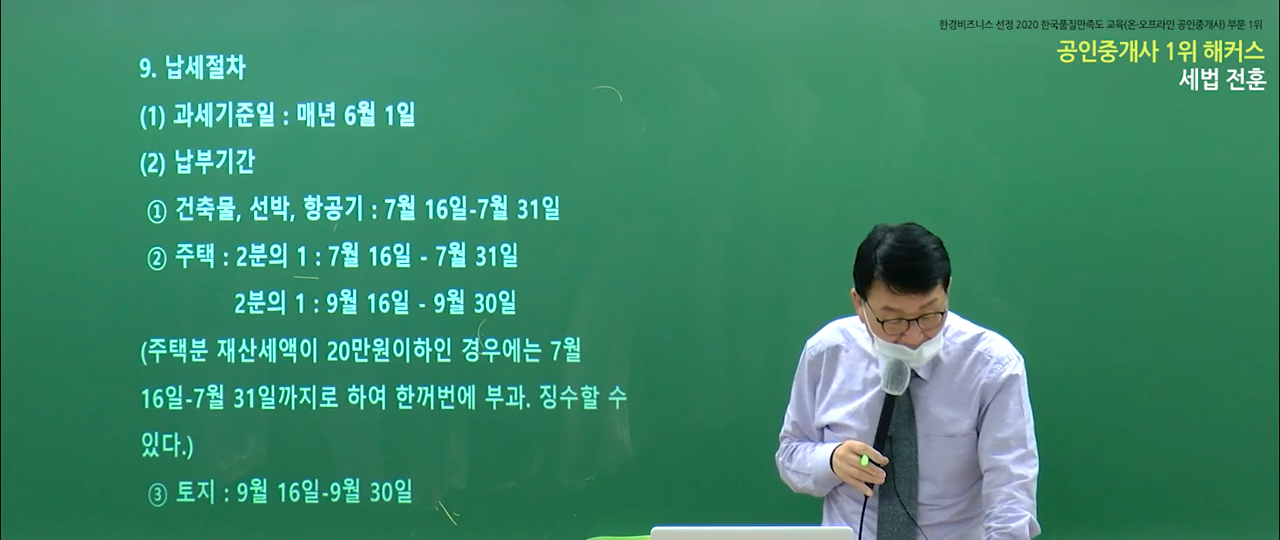 한경비즈니스 선정 2020 한국품질만족도 교육(온·오프라인 공인중개사) 부문 1위
공인중개사 1위 해커스
세법 전훈
9. 납세절차
(1) 과세기준일 : 매년 6월 1일
(2) 납부기간
① 건축물, 선박, 항공기 : 7월 16일-7월 31일
② 주택 : 2분의 1 : 7월 16일 - 7월 31일
2분의 1 : 9월 16일 - 9월 30일
(주택분 재산세액이 20만원이하인 경우에는 7월
16일-7월 31일까지로 하여 한꺼번에 부과. 징수할 수
있다.)
③ 토지 : 9월 16일-9월 30일